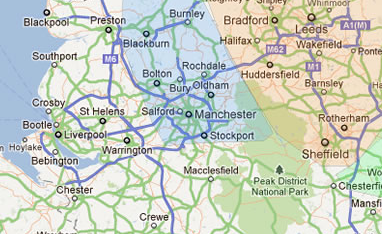 Burnley
Bradford
Leeds
Blackpool
Preston
Blackburn
Halifax
M62
A1(M)
Wakefield
Southport
M6
Bolton
Rochdale
Bury
Oldham
Huddersfield
M1
Crosby
St Helens
Salford
Manchester
Rotherham
Bootle
Liverpool
Hoylake
Stockport
Warrington
Sheffield
Bebington
Macclesfield
Peak District
National Park
Chester
Chesterfi
Crewe
Mansf